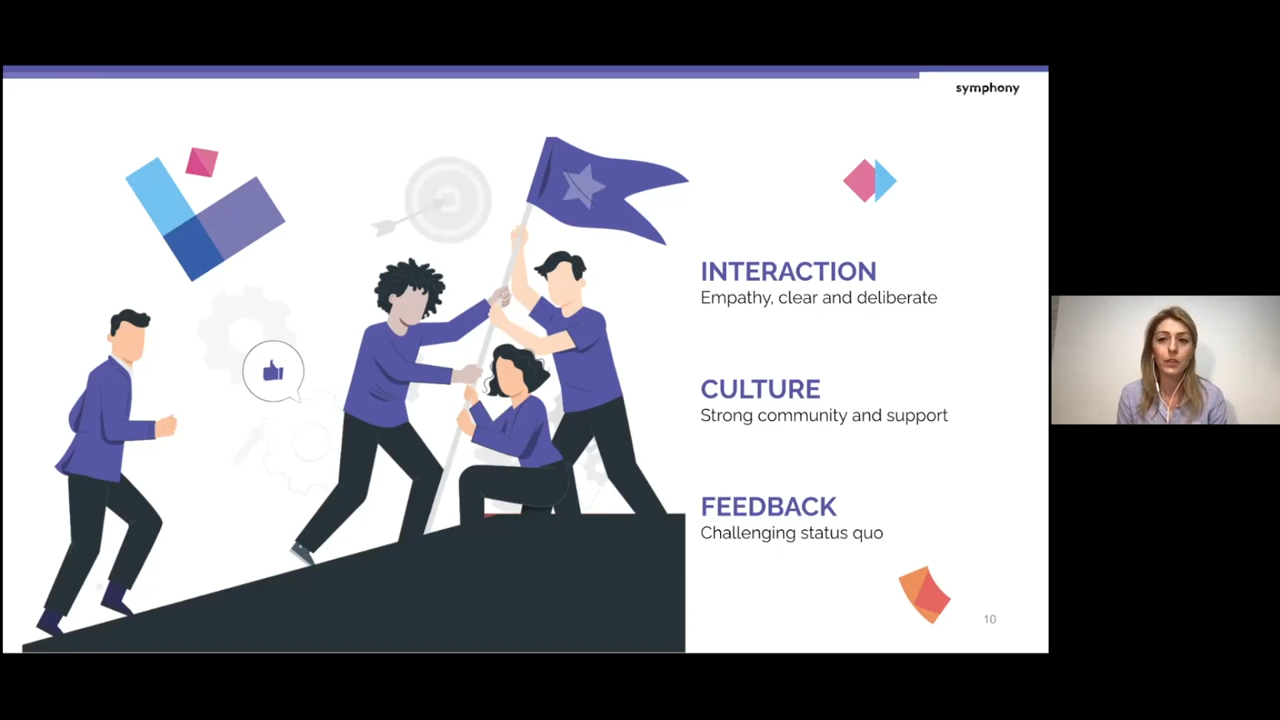 symphony
INTERACTION
Empathy, clear and deliberate
CULTURE
Strong community and support
FEEDBACK
Challenging status quo
10